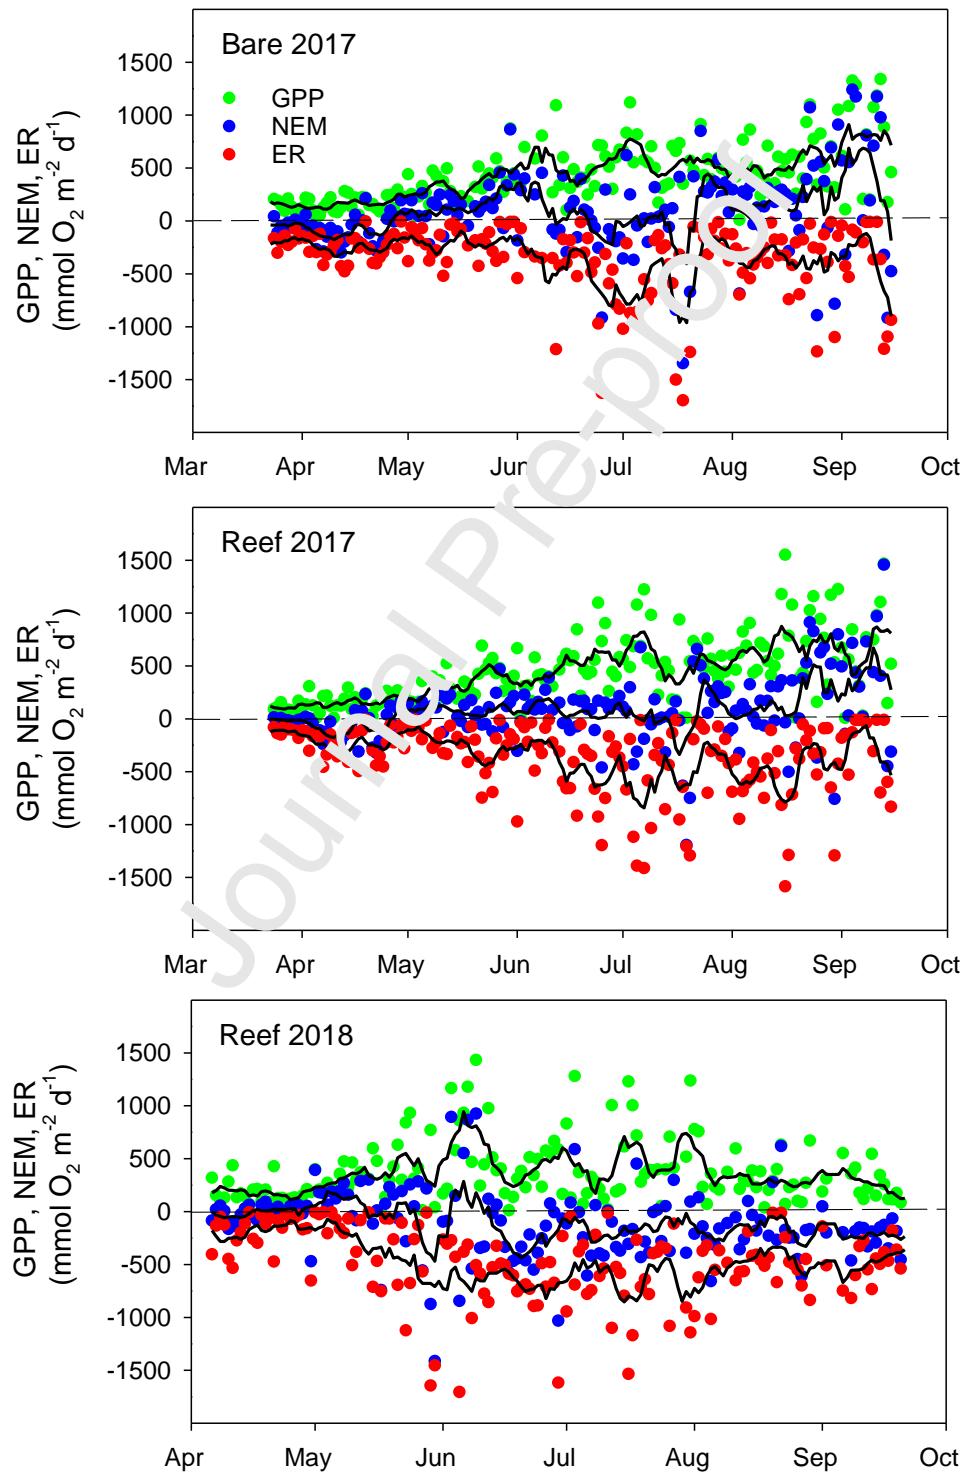 Bare 2017
GPP
NEM
ER
GPP, NEM, ER
(mmol O2 m-2 d-1)
1500
1000
500
0
-500
-1000
-1500
Mar Apr May Jun Jul Aug Sep Oct
Reef 2017
GPP, NEM, ER
(mmol O2 m-2 d-1)
1500
1000
500
0
-500
-1000
-1500
Mar Apr May Jun Jul Aug Sep Oct
Reef 2018
GPP, NEM, ER
(mmol O2 m-2 d-1)
1500
1000
500
0
-500
-1000
-1500
Apr May Jun Jul Aug Sep Oct
Journal Pre-proof